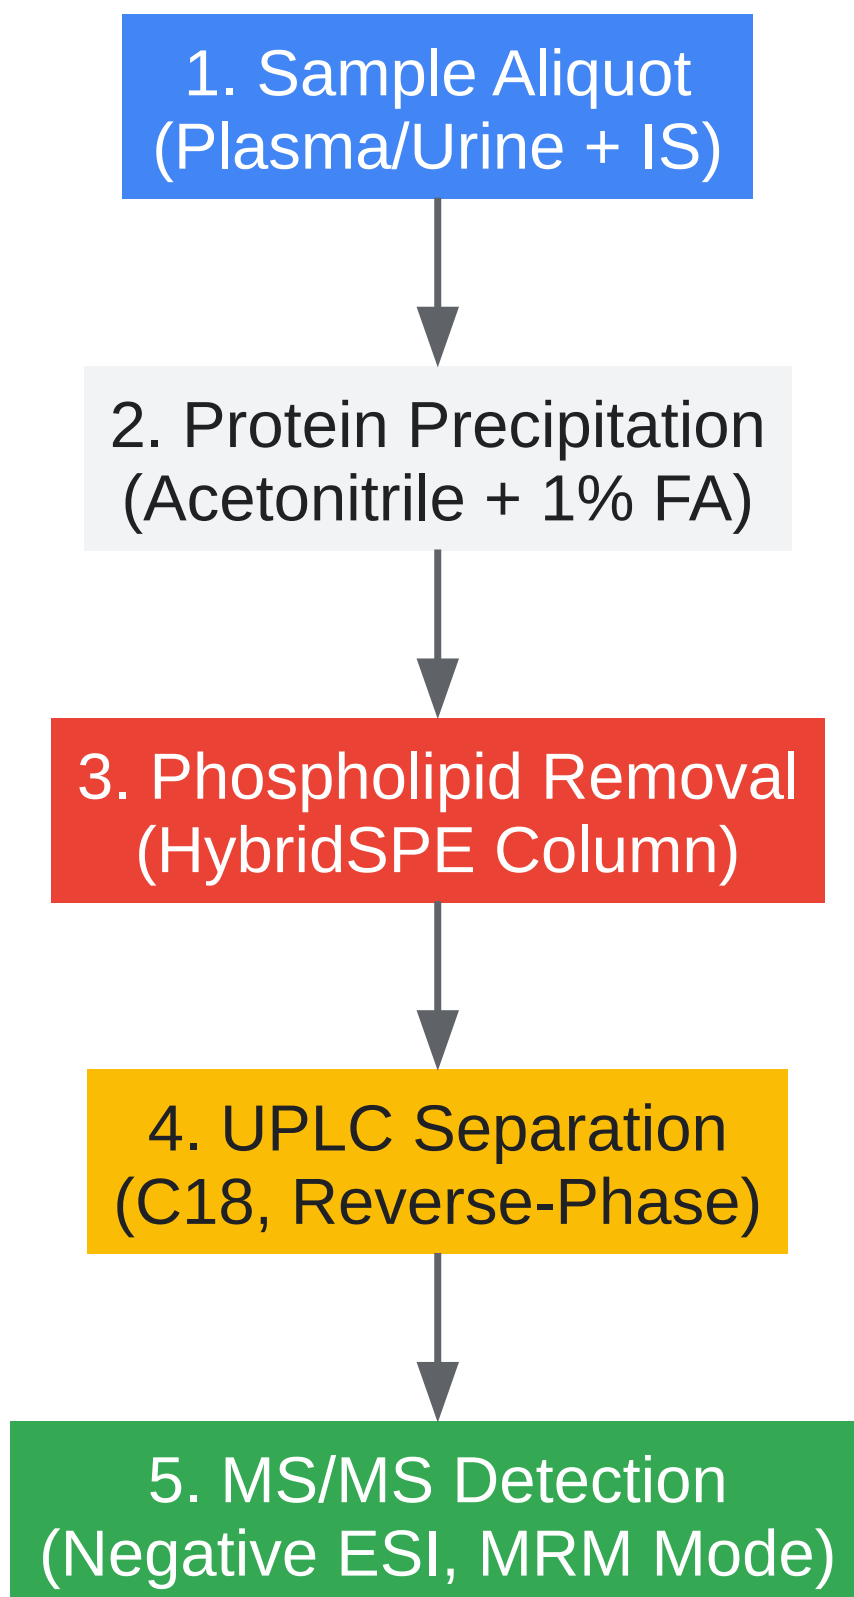 1. Sample Aliquot
(Plasma/Urine + IS)
2. Protein Precipitation
(Acetonitrile + 1% FA)
3. Phospholipid Removal
(HybridSPE Column)
4. UPLC Separation
(C18, Reverse-Phase)
5. MS/MS Detection
(Negative ESI, MRM Mode)